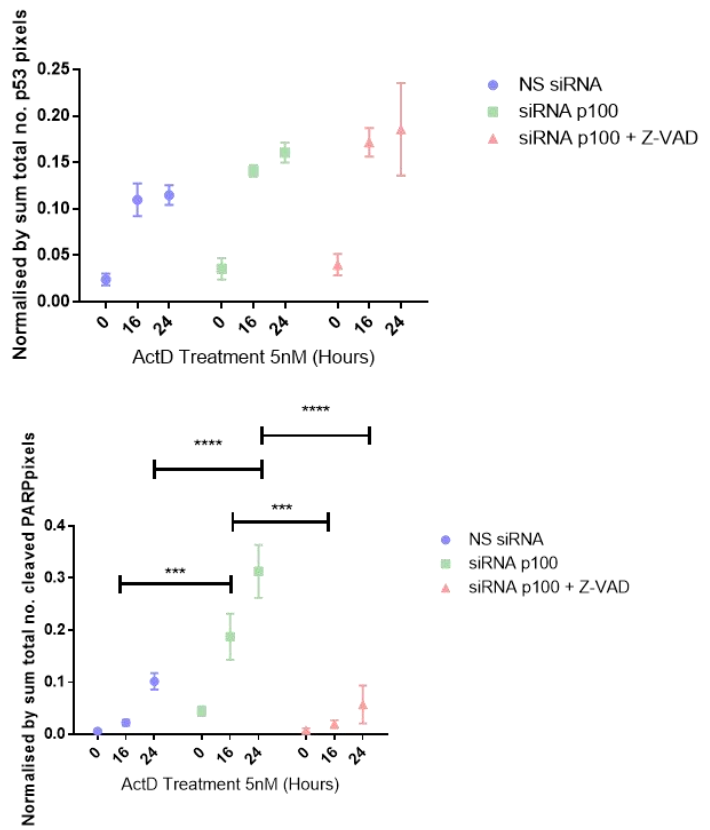 Normalised by sum total no. p53 pixels
0.25
0.20
0.15
0.10
0.05
0.00
0 16 24 0 16 24 0 16 24
ActD Treatment 5nM (Hours)
NS siRNA
siRNA p100
siRNA p100 + Z-VAD
Normalised by sum total no. cleaved PARPpixels
****
****
***
***
0.4
0.3
0.2
0.1
0.0
0 16 24 0 16 24 0 16 24
ActD Treatment 5nM (Hours)
NS siRNA
siRNA p100
siRNA p100 + Z-VAD